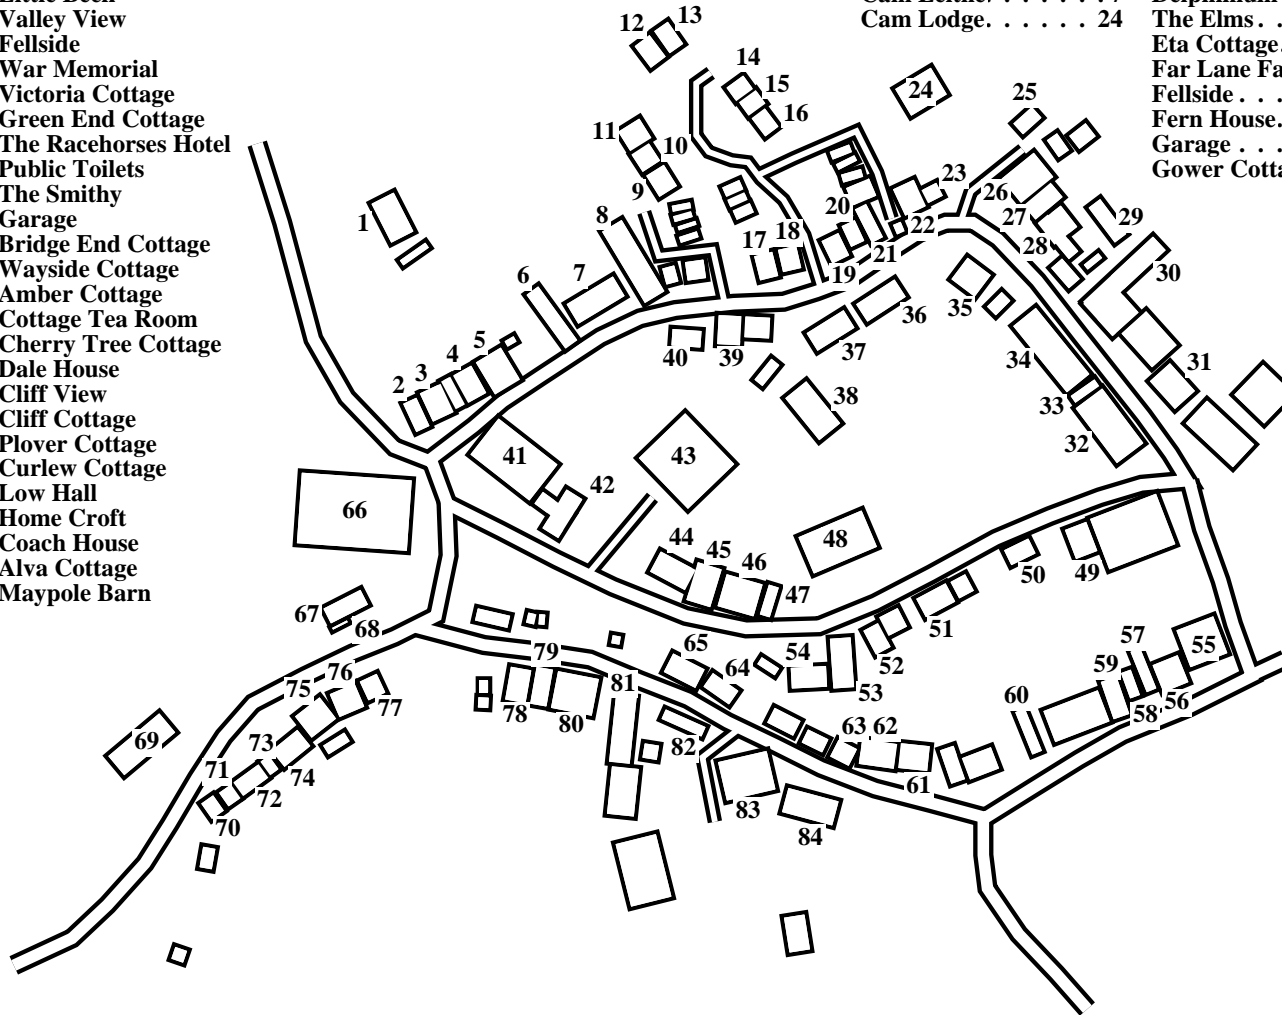 Valley View
Fellside
War Memorial
Victoria Cottage
Green End Cottage
The Racehorses Hotel
Public Toilets
The Smithy
Garage
Bridge End Cottage
Wayside Cottage
Amber Cottage
Cottage Tea Room
Cherry Tree Cottage
Dale House
Cliff View
Cliff Cottage
Plover Cottage
Curlew Cottage
Low Hall
Home Croft
Coach House
Alva Cottage
Maypole Barn
Cam Lodge. . . . . . 24
The Elms . .
Eta Cottage.
Far Lane Fa
Fellside . . .
Fern House.
Garage . . .
Gower Cotta
12 13
14
15
16
24
25
11
10
9
8
1
23
26
20
27
29
22
28
21
30
17 18
19
7
6
35
36
5
4
3
2
40
39
37
34
31
38
33
32
41
43
42
66
48
44
45
46
47
50
49
67
68
51
52
54
53
65
64
79
57
55
59
56
58
60
76
75
77
78
80
81
82
63 62
61
69
73
71
74
72
70
83
84